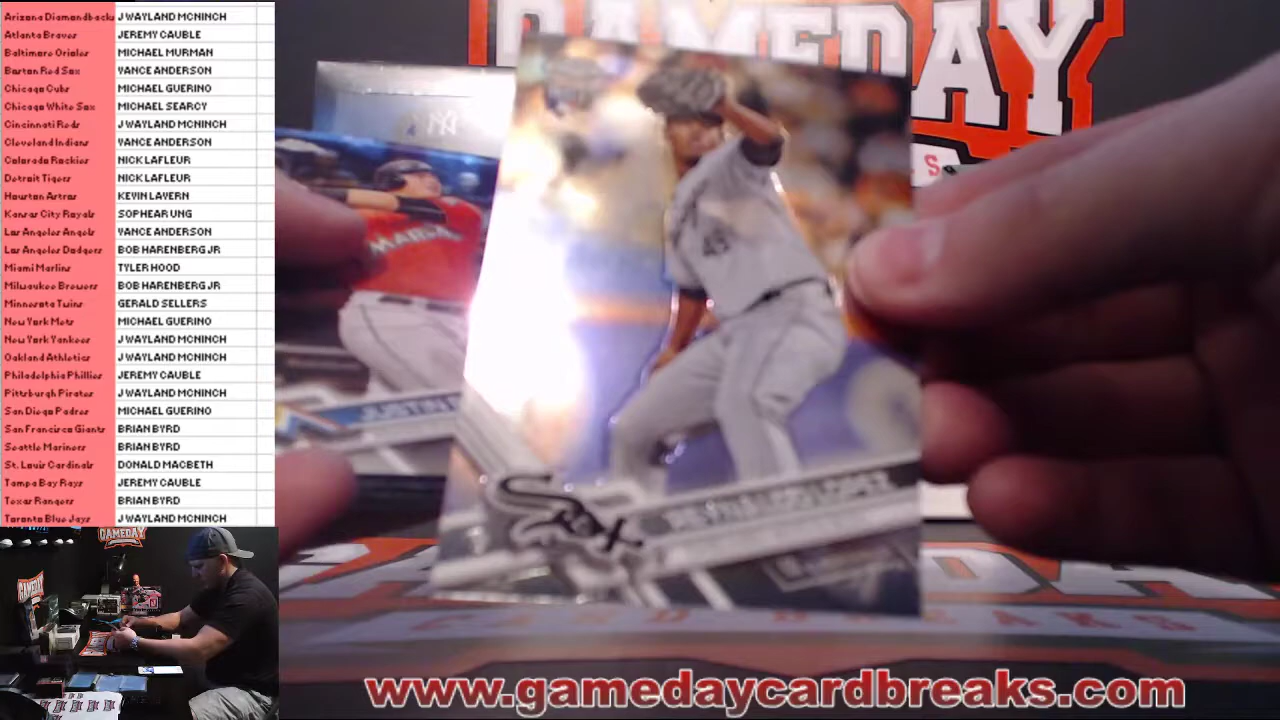 Arizona Diamondbacks J WAYLAND MCNINCH
Atlanta Braves JEREMY CAUBLE
Baltimore Orioles MICHAEL MURMAN
Boston Red Sox VANCE ANDERSON
Chicago Cubs MICHAEL GUERINO
Chicago White Sox MICHAEL SEARCY
Cincinnati Reds J WAYLAND MCNINCH
Cleveland Indians VANCE ANDERSON
Colorado Rockies NICK LAFLEUR
Detroit Tigers NICK LAFLEUR
Houston Astros KEVIN LAVERN
Kansas City Royals SOPHEAR UNG
Los Angeles Angels VANCE ANDERSON
Los Angeles Dodgers BOB HARENBERG JR
Miami Marlins TYLER HOOD
Milwaukee Brewers BOB HARENBERG JR
Minnesota Twins GERALD SELLERS
New York Mets MICHAEL GUERINO
New York Yankees J WAYLAND MCNINCH
Oakland Athletics J WAYLAND MCNINCH
Philadelphia Phillies JEREMY CAUBLE
Pittsburgh Pirates J WAYLAND MCNINCH
San Diego Padres MICHAEL GUERINO
San Francisco Giants BRIAN BYRD
Seattle Mariners BRIAN BYRD
St. Louis Cardinals DONALD MACBETH
Tampa Bay Rays JEREMY CAUBLE
Texas Rangers BRIAN BYRD
Toronto Blue Jays J WAYLAND MCNINCH
GAMEDAY
NY
JUSTIN
Sox
LOPEZ
CARD BREAKS
GAMEDAY
www.gamedaycardbreaks.com